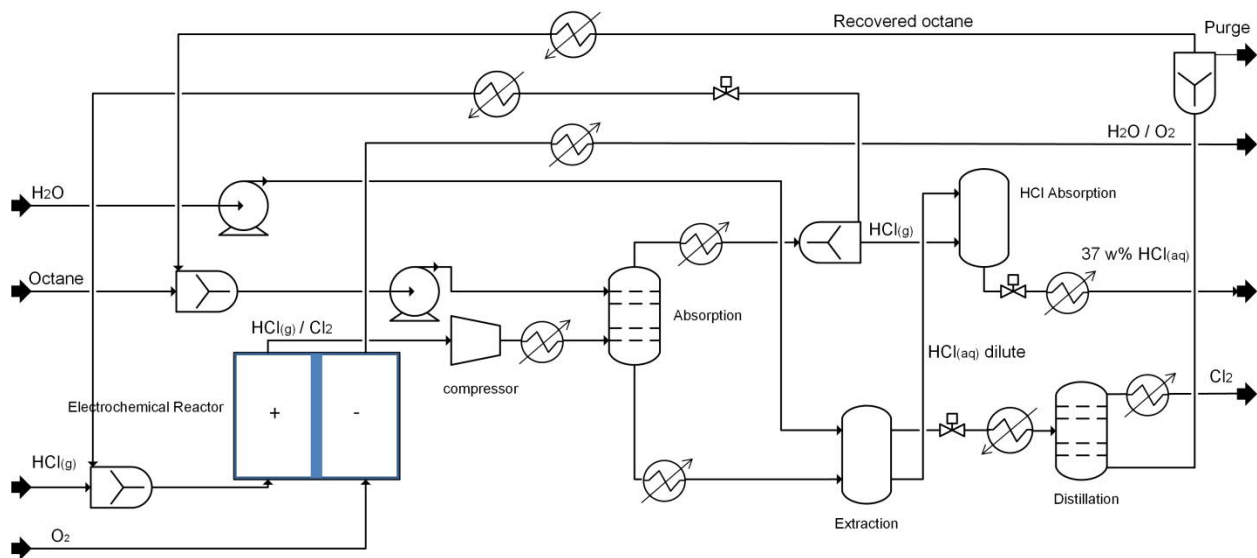 Recovered octane
Purge
H2O / O2
H2O
HCl Absorption
HCl(g)
37 w% HCl(aq)
Octane
Absorption
HCl(g) / Cl2
HCl(aq) dilute
compressor
Cl2
Electrochemical Reactor
+ -
HCl(g)
Distillation
Extraction
O2